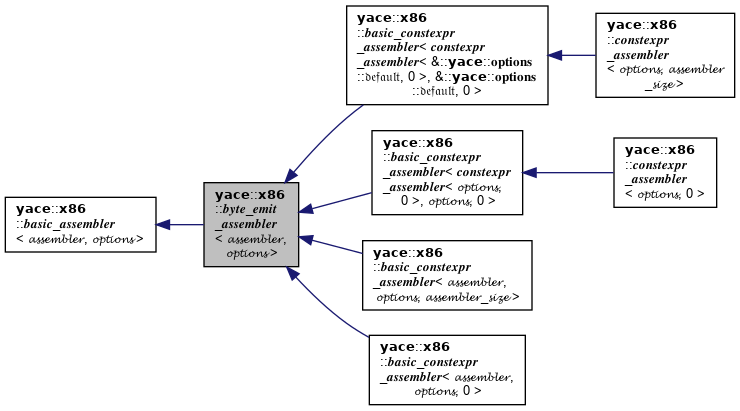 yace::x86
::basic_assembler
< assembler, options >
yace::x86
::byte_emit
_assembler
< assembler,
options >
yace::x86
::basic_constexpr
_assembler< constexpr
_assembler< &::yace::options
::default, 0 >, &::yace::options
::default, 0 >
yace::x86
::constexpr
_assembler
< options, assembler
_size >
yace::x86
::basic_constexpr
_assembler< constexpr
_assembler< options,
0 >, options, 0 >
yace::x86
::constexpr
_assembler
< options, 0 >
yace::x86
::basic_constexpr
_assembler< assembler,
options, assembler_size >
yace::x86
::basic_constexpr
_assembler< assembler,
options, 0 >